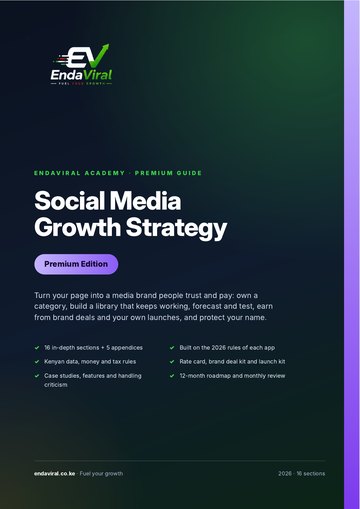 EV
EndaViral
FUEL YOUR GROWTH
ENDAVIRAL ACADEMY · PREMIUM GUIDE
Social Media
Growth Strategy
Premium Edition
Turn your page into a media brand people trust and pay: own a
category, build a library that keeps working, forecast and test, earn
from brand deals and your own launches, and protect your name.
✓ 16 in-depth sections + 5 appendices
✓ Built on the 2026 rules of each app
✓ Kenyan data, money and tax rules
✓ Rate card, brand deal kit and launch kit
✓ Case studies, features and handling
criticism
✓ 12-month roadmap and monthly review
endaviral.co.ke · Fuel your growth
2026 · 16 sections